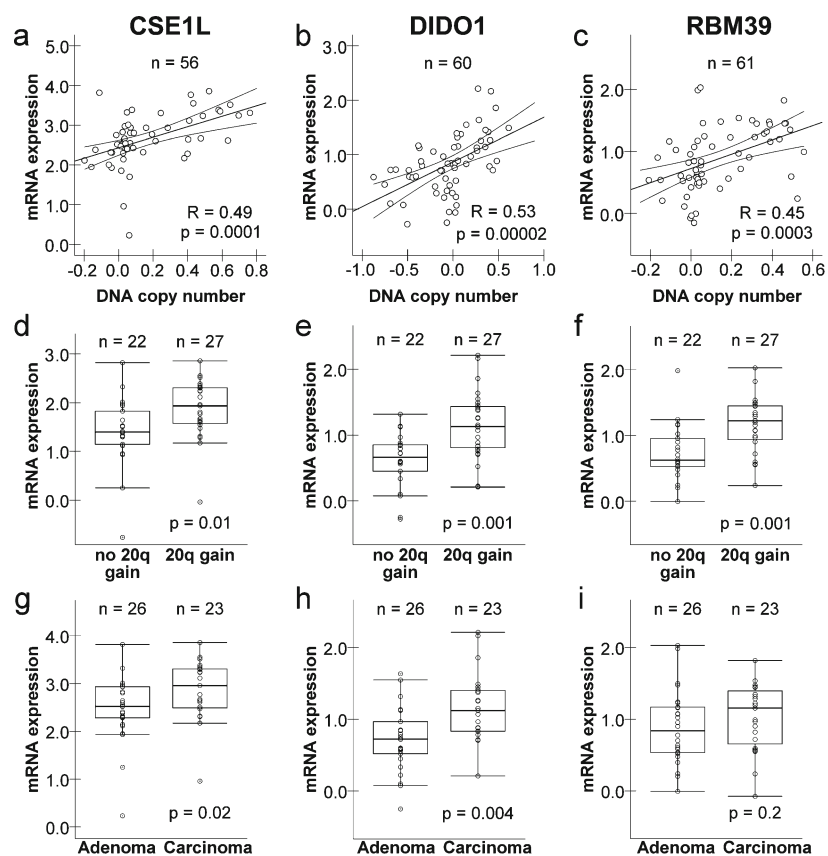 CSE1L DIDO1 RBM39
a b c
5.0 4.0 3.0 2.0 1.0 0.0
mRNA expression
n = 56
R = 0.49
p = 0.0001
-0.2 0.0 0.2 0.4 0.6 0.8
DNA copy number
3.0 2.0 1.0 0.0
mRNA expression
n = 60
R = 0.53
p = 0.00002
-1.0 -0.5 0.0 0.5 1.0
DNA copy number
2.0 1.0 0.0
mRNA expression
n = 61
R = 0.45
p = 0.0003
-0.2 0.0 0.2 0.4 0.6
DNA copy number
d e f
n = 22 n = 27
3.0 2.0 1.0 0.0
mRNA expression
p = 0.01
no 20q 20q gain
gain
n = 22 n = 27
2.0 1.0 0.0
mRNA expression
p = 0.001
no 20q 20q gain
gain
n = 22 n = 27
2.0 1.0 0.0
mRNA expression
p = 0.001
no 20q 20q gain
gain
g h i
n = 26 n = 23
4.0 3.0 2.0 1.0 0.0
mRNA expression
p = 0.02
Adenoma Carcinoma
n = 26 n = 23
2.0 1.0 0.0
mRNA expression
p = 0.004
Adenoma Carcinoma
n = 26 n = 23
2.0 1.0 0.0
mRNA expression
p = 0.2
Adenoma Carcinoma